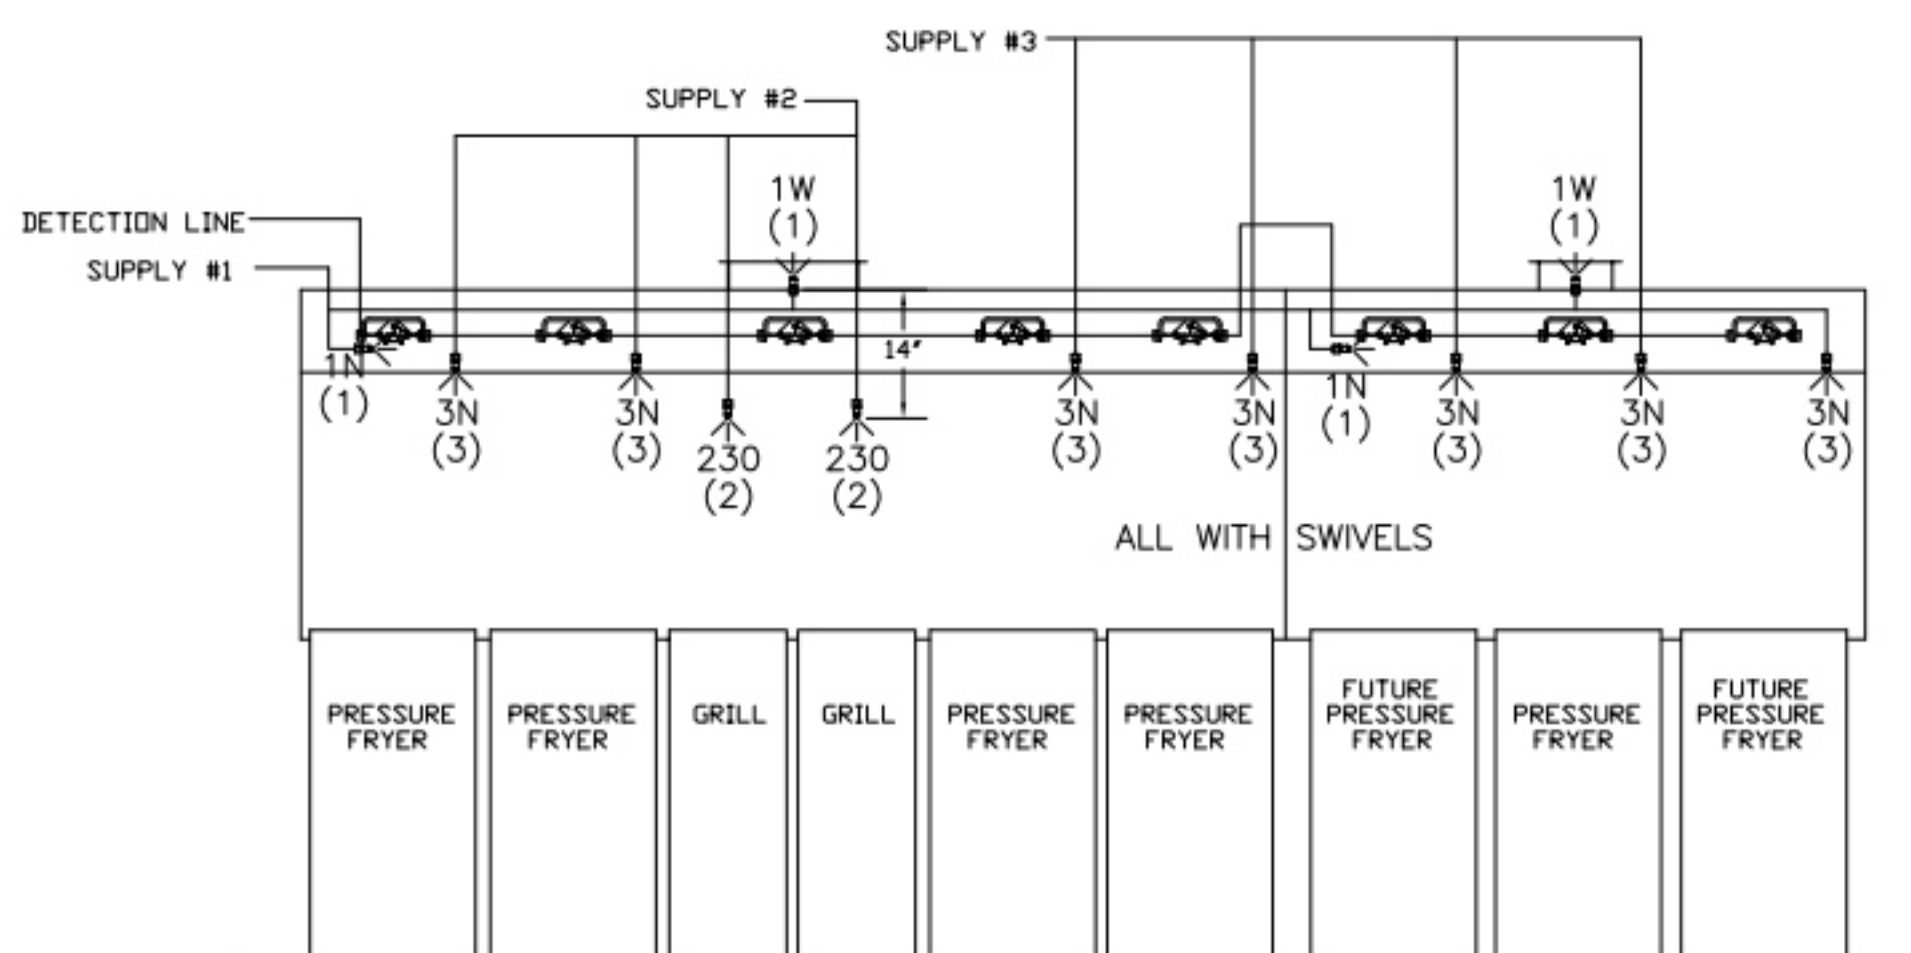 SUPPLY #3
SUPPLY #2
1W
(1)
1W
(1)
DETECTION LINE
SUPPLY #1
14"
1N
(1)
3N
(3)
3N
(3)
230
(2)
230
(2)
3N
(3)
3N
(3)
1N
(1)
3N
(3)
3N
(3)
3N
(3)
ALL WITH SWIVELS
PRESSURE
FRYER
PRESSURE
FRYER
GRILL
GRILL
PRESSURE
FRYER
PRESSURE
FRYER
FUTURE
PRESSURE
FRYER
PRESSURE
FRYER
FUTURE
PRESSURE
FRYER